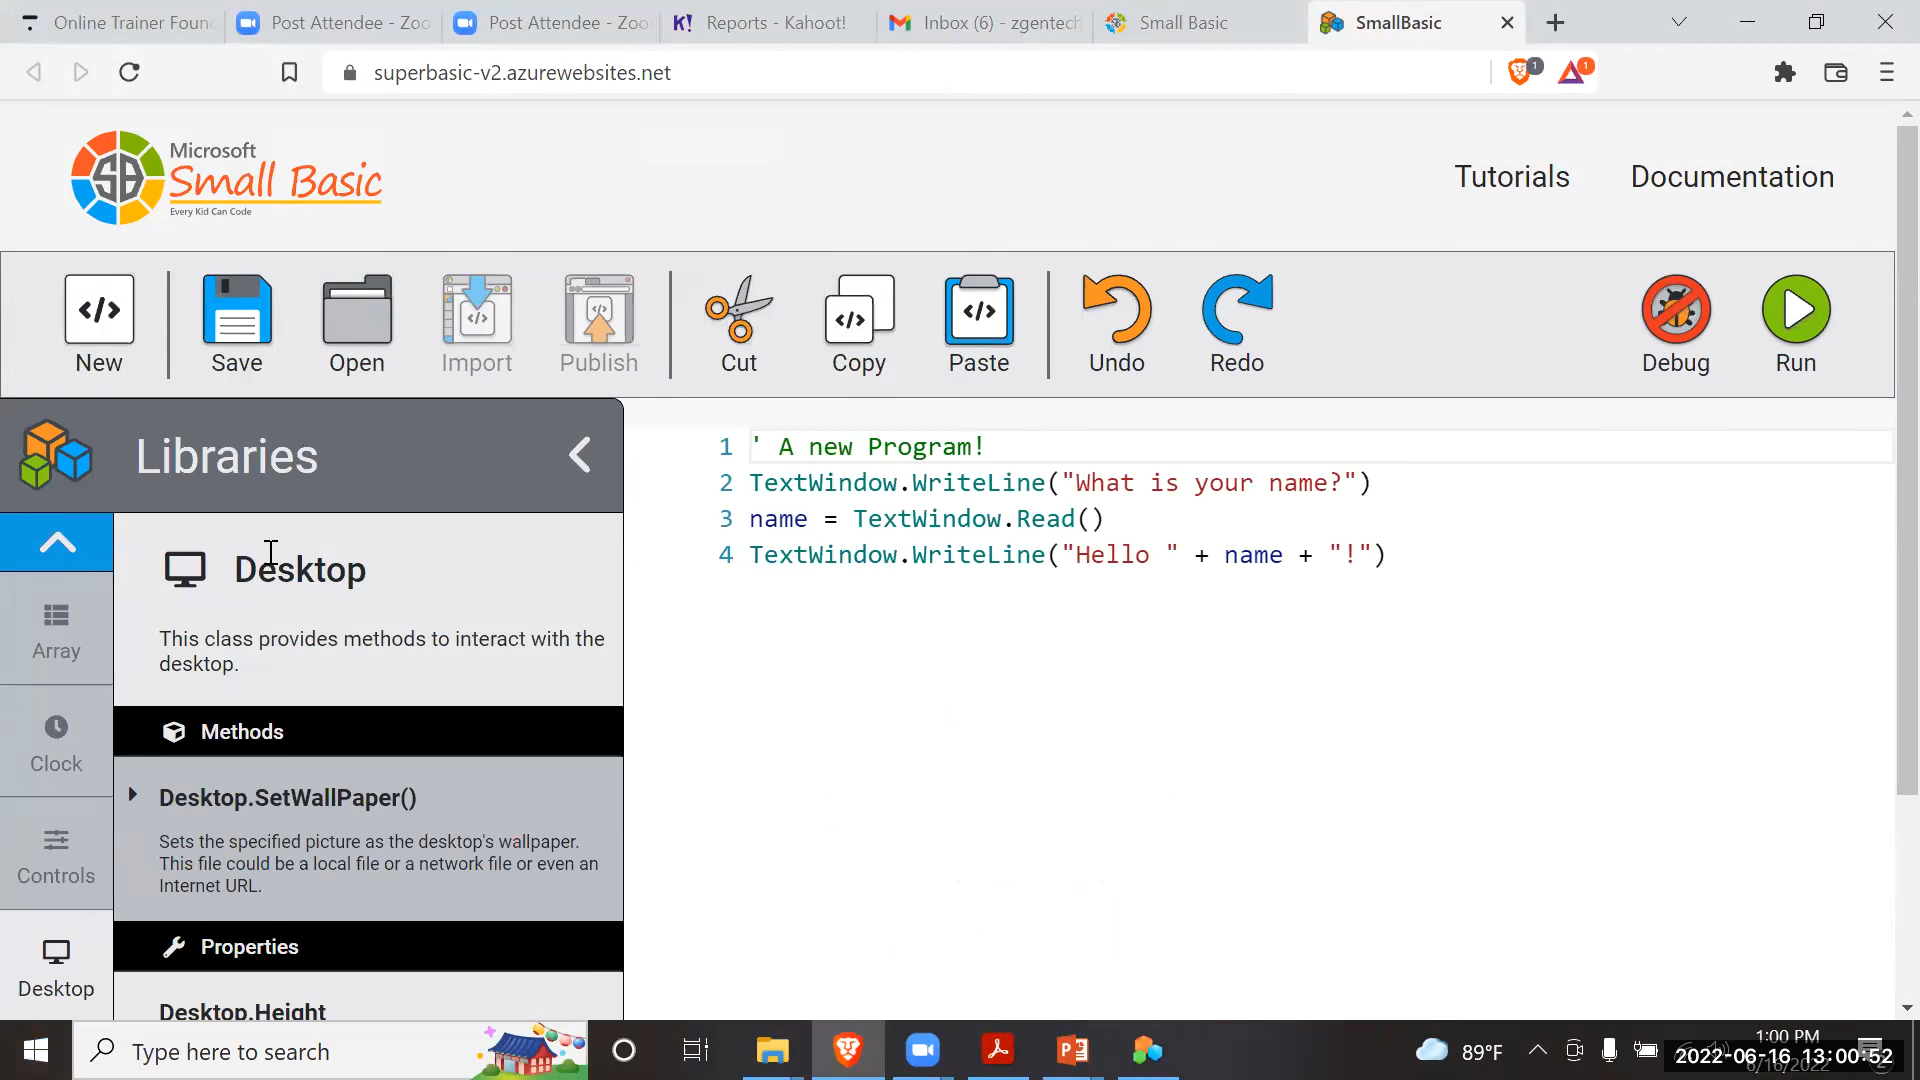 Online Trainer Foun
Post Attendee - Zoo
Post Attendee - Zoo
K! Reports - Kahoot!
Inbox (6) - zgentech
Small Basic
SmallBasic
superbasic-v2.azurewebsites.net
1
1
SB
Microsoft
Small Basic
Every Kid Can Code
Tutorials
Documentation
New
Save
Open
Import
Publish
Cut
Copy
Paste
Undo
Redo
Debug
Run
Libraries
Array
Clock
Controls
Desktop
Desktop
This class provides methods to interact with the
desktop.
Methods
Desktop.SetWallPaper()
Sets the specified picture as the desktop's wallpaper.
This file could be a local file or a network file or even an
Internet URL.
Properties
Desktop.Height
1 ' A new Program!
2 TextWindow.WriteLine("What is your name?")
3 name = TextWindow.Read()
4 TextWindow.WriteLine("Hello " + name + "!")
Type here to search
89°F
1:00 PM
6/16/2022
2022-06-16 13:00:52